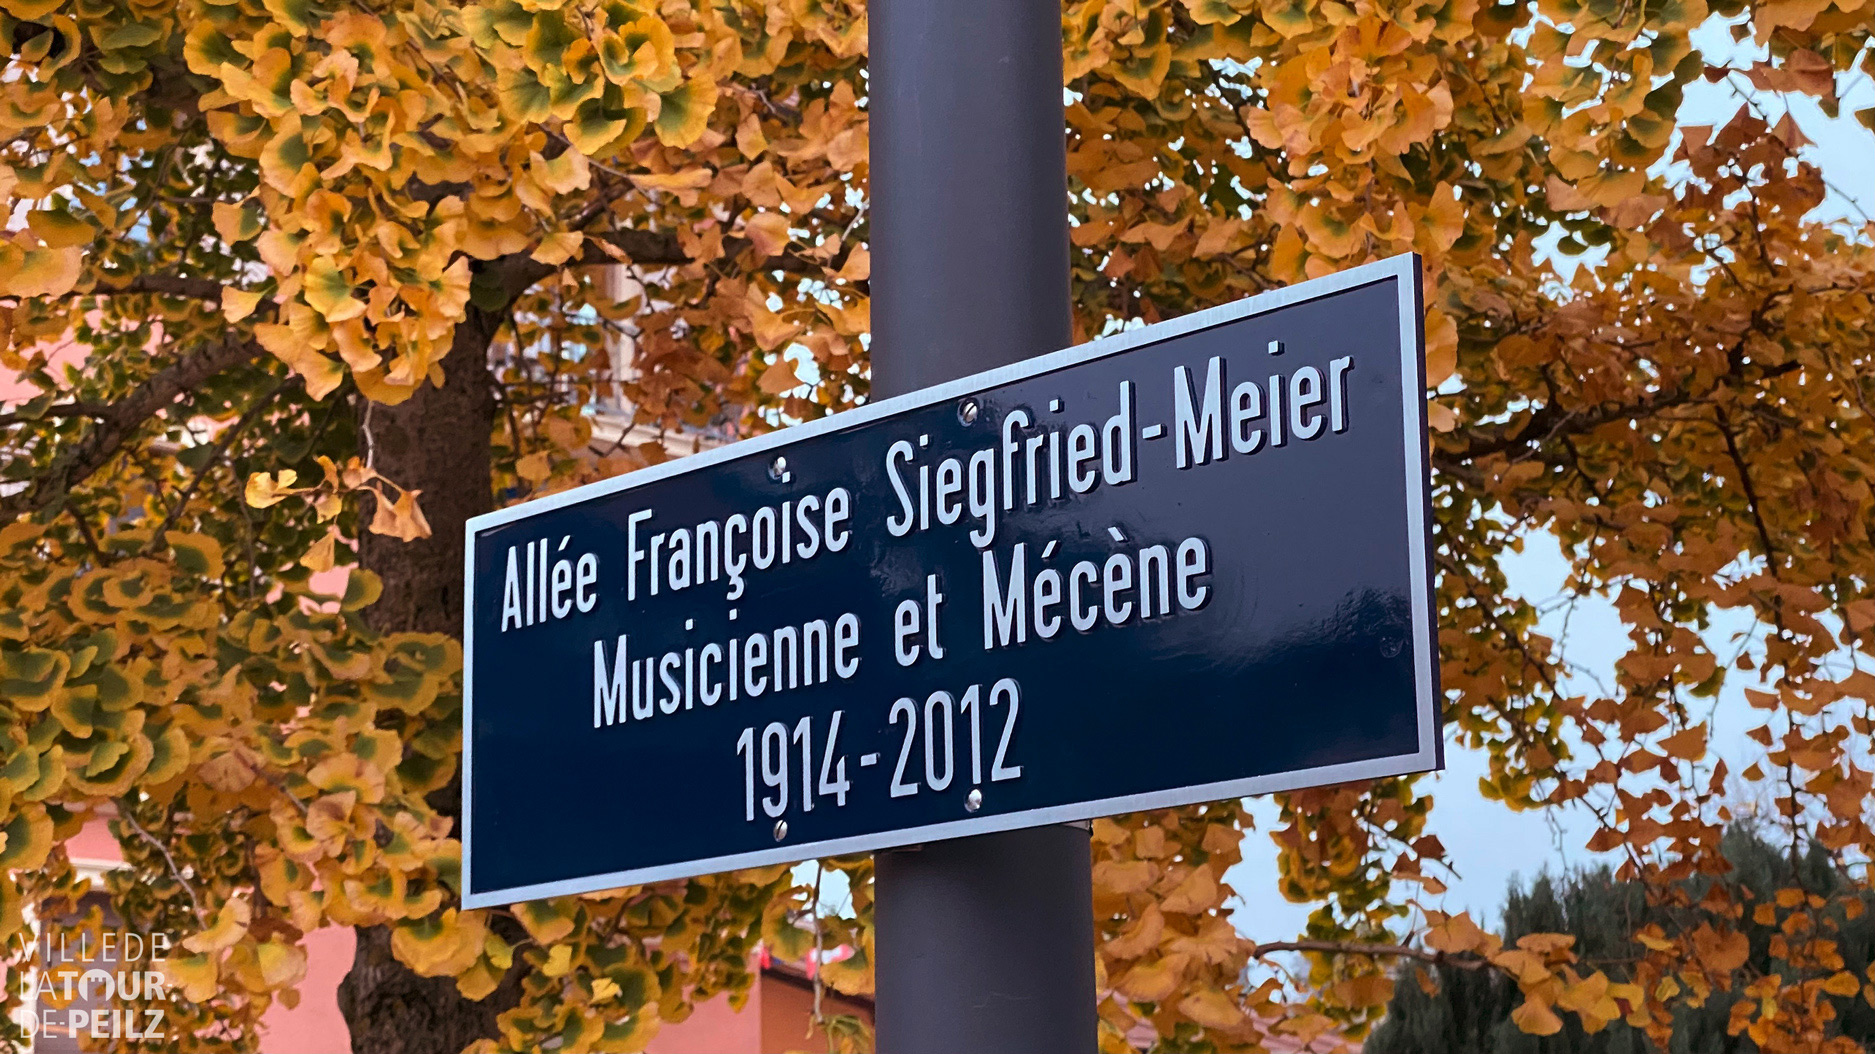 Allée Françoise Siegfried-Meier
Musicienne et Mécène
1914-2012
VILLE DE
LA TOUR-
DE-PEILZ